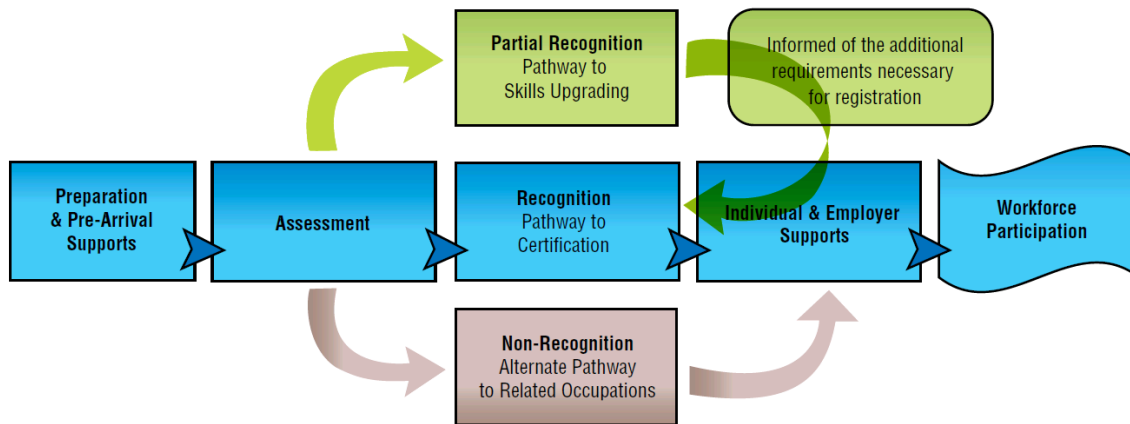 Partial Recognition
Pathway to
Skills Upgrading
Informed of the additional
requirements necessary
for registration
Preparation
& Pre-Arrival
Supports
Assessment
Recognition
Pathway to
Certification
Individual & Employer
Supports
Workforce
Participation
Non-Recognition
Alternate Pathway
to Related Occupations